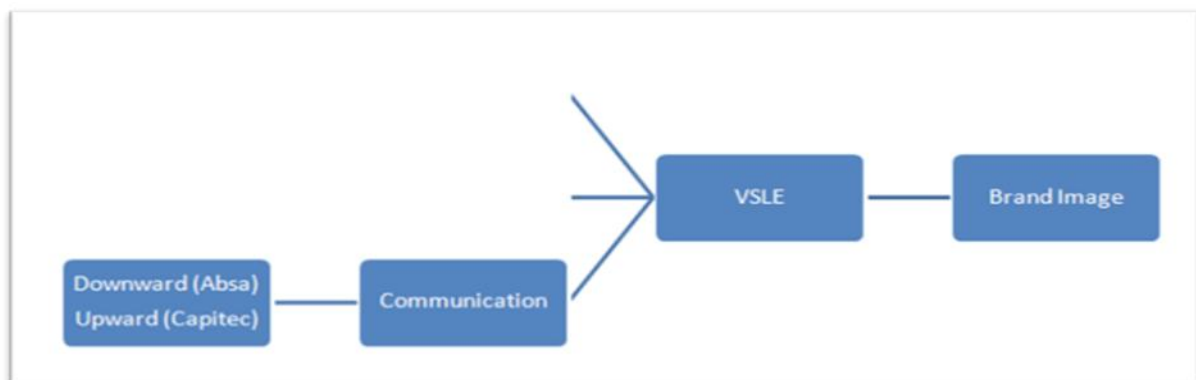 Downward (Absa)
Upward (Capitec)
Communication
VSLE
Brand Image